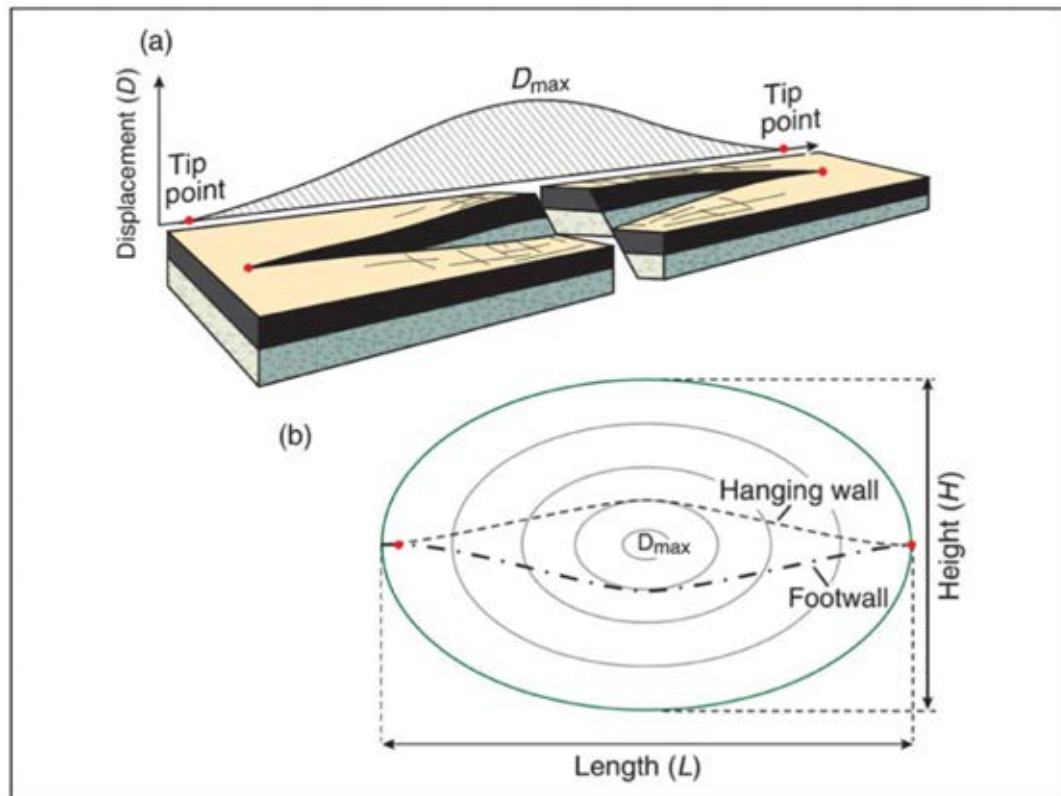 (a)
Displacement (D)
Dmax
Tip
point
Tip
point
(b)
Hanging wall
Dmax
Footwall
Height (H)
Length (L)